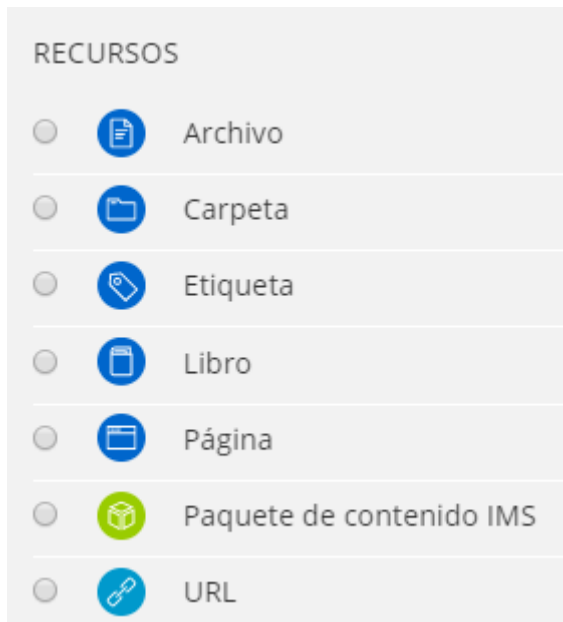 RECURSOS
Archivo
Carpeta
Etiqueta
Libro
Página
Paquete de contenido IMS
URL